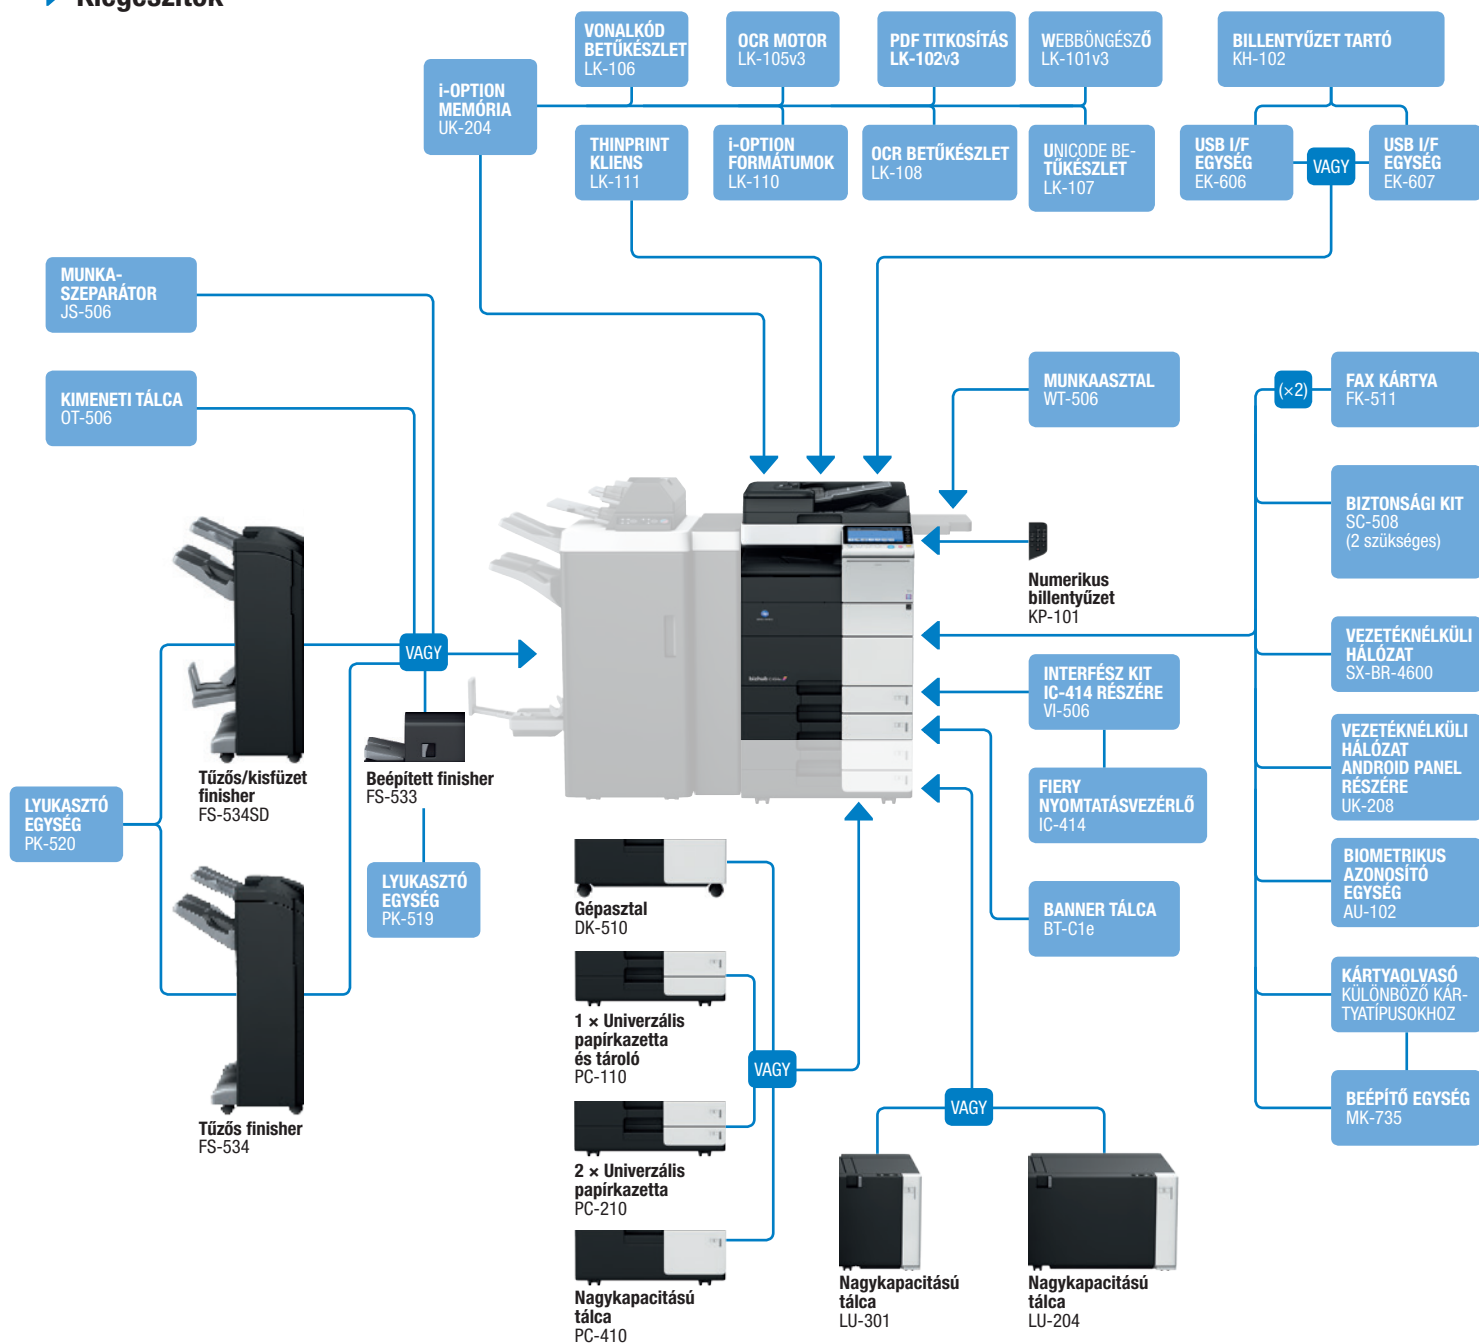 Kiegészítők
VONALKÓD
BETŰKÉSZLET
LK-106
OCR MOTOR
LK-105v3
PDF TITKOSÍTÁS
LK-102v3
WEBBÖNGÉSZŐ
LK-101v3
BILLENTYŰZET TARTÓ
KH-102
i-OPTION
MEMÓRIA
UK-204
THINPRINT
KLIENS
LK-111
i-OPTION
FORMÁTUMOK
LK-110
OCR BETŰKÉSZLET
LK-108
UNICODE BE-
TŰKÉSZLET
LK-107
USB I/F
EGYSÉG
EK-606
VAGY
USB I/F
EGYSÉG
EK-607
MUNKA-
SZEPARÁTOR
JS-506
KIMENETI TÁLCA
OT-506
MUNKAASZTAL
WT-506
(×2)
FAX KÁRTYA
FK-511
BIZTONSÁGI KIT
SC-508
(2 szükséges)
Numerikus
billentyűzet
KP-101
VEZETÉKNÉLKÜLI
HÁLÓZAT
SX-BR-4600
VAGY
INTERFÉSZ KIT
IC-414 RÉSZÉRE
VI-506
VEZETÉKNÉLKÜLI
HÁLÓZAT
ANDROID PANEL
RÉSZÉRE
UK-208
Tűzős/kisfüzet
finisher
FS-534SD
Beépített finisher
FS-533
FIERY
NYOMTATÁSVEZÉRLŐ
IC-414
LYUKASZTÓ
EGYSÉG
PK-520
LYUKASZTÓ
EGYSÉG
PK-519
BIOMETRIKUS
AZONOSÍTÓ
EGYSÉG
AU-102
Gépasztal
DK-510
BANNER TÁLCA
BT-C1e
KÁRTYAOLVASÓ
KÜLÖNBÖZŐ KÁR-
TYATÍPUSOKHOZ
1 × Univerzális
papírkazetta
és tároló
PC-110
VAGY
VAGY
BEÉPÍTŐ EGYSÉG
MK-735
Tűzős finisher
FS-534
2 × Univerzális
papírkazetta
PC-210
Nagykapacitású
tálca
PC-410
Nagykapacitású
tálca
LU-301
Nagykapacitású
tálca
LU-204